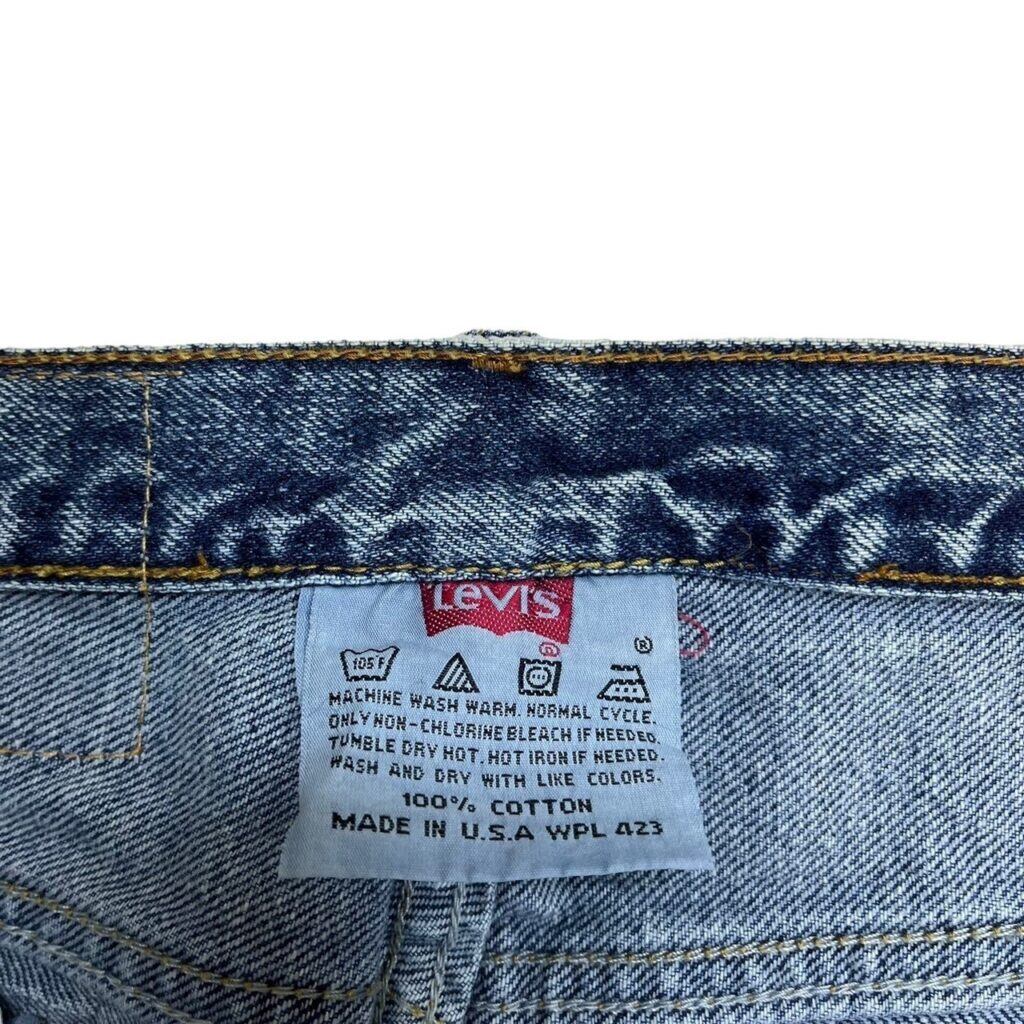 Levi's
®
®
105 F
MACHINE WASH WARM. NORMAL CYCLE.
ONLY NON-CHLORINE BLEACH IF NEEDED.
TUMBLE DRY HOT. HOT IRON IF NEEDED.
WASH AND DRY WITH LIKE COLORS.
100% COTTON
MADE IN U.S.A WPL 423